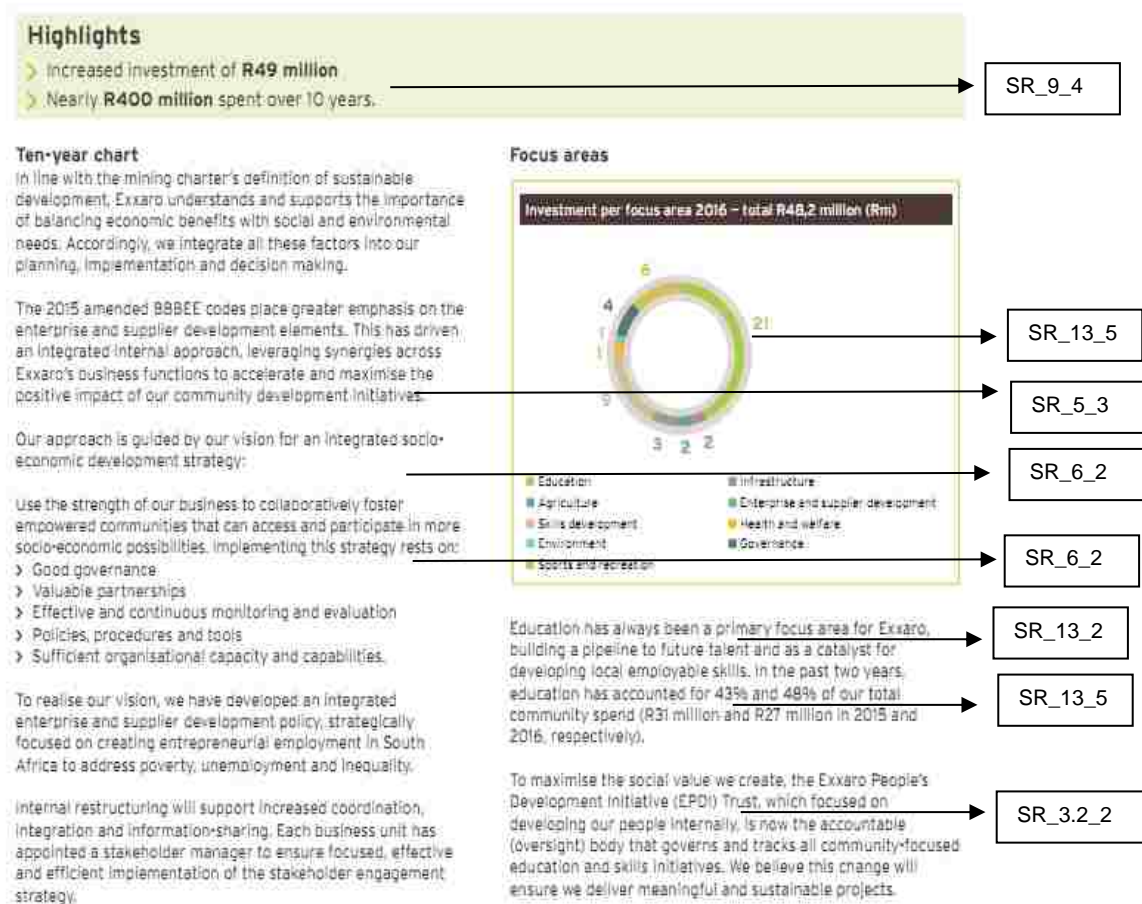 Highlights
> Increased investment of R49 million
> Nearly R400 million spent over 10 years.
SR_9_4
Ten-year chart
In line with the mining charter's definition of sustainable
development, Exxaro understands and supports the importance
of balancing economic benefits with social and environmental
needs. Accordingly, we integrate all these factors into our
planning, implementation and decision making.
The 2015 amended BBBEE codes place greater emphasis on the
enterprise and supplier development elements. This has driven
an integrated internal approach, leveraging synergies across
Exxaro's business functions to accelerate and maximise the
positive impact of our community development initiatives.
Our approach is guided by our vision for an integrated socio-
economic development strategy:
Use the strength of our business to collaboratively foster
empowered communities that can access and participate in more
socio-economic possibilities. Implementing this strategy rests on:
> Good governance
> Valuable partnerships
> Effective and continuous monitoring and evaluation
> Policies, procedures and tools
> Sufficient organisational capacity and capabilities.
To realise our vision, we have developed an integrated
enterprise and supplier development policy, strategically
focused on creating entrepreneurial employment in South
Africa to address poverty, unemployment and inequality.
Internal restructuring will support increased coordination,
integration and information-sharing. Each business unit has
appointed a stakeholder manager to ensure focused, effective
and efficient implementation of the stakeholder engagement
strategy.
Focus areas
Investment per focus area 2016 – total R48,2 million (Rm)
6
4
1
1
21
9
3 2 2
Education
Infrastructure
Agriculture
Enterprise and supplier development
Skills development
Health and welfare
Environment
Governance
Sports and recreation
SR_13_5
SR_5_3
SR_6_2
SR_6_2
Education has always been a primary focus area for Exxaro,
building a pipeline to future talent and as a catalyst for
developing local employable skills. In the past two years,
education has accounted for 43% and 48% of our total
community spend (R31 million and R27 million in 2015 and
2016, respectively).
SR_13_2
SR_13_5
To maximise the social value we create, the Exxaro People's
Development Initiative (EPDI) Trust, which focused on
developing our people internally, is now the accountable
(oversight) body that governs and tracks all community-focused
education and skills initiatives. We believe this change will
ensure we deliver meaningful and sustainable projects.
SR_3.2_2